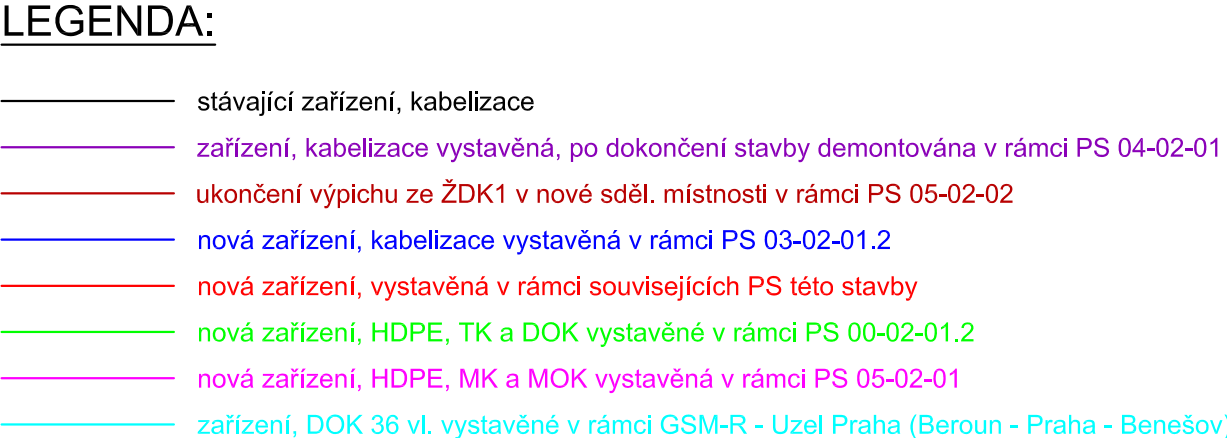 LEGENDA:
stávající zařízení, kabelizace
zařízení, kabelizace vystavěná, po dokončení stavby demontována v rámci PS 04-02-01
ukončení výpichu ze ŽDK1 v nové sděl. místnosti v rámci PS 05-02-02
nová zařízení, kabelizace vystavěná v rámci PS 03-02-01.2
nová zařízení, vystavěná v rámci souvisejících PS této stavby
nová zařízení, HDPE, TK a DOK vystavěné v rámci PS 00-02-01.2
nová zařízení, HDPE, MK a MOK vystavěná v rámci PS 05-02-01
zařízení, DOK 36 vl. vystavěné v rámci GSM-R - Uzel Praha (Beroun - Praha - Benešov)